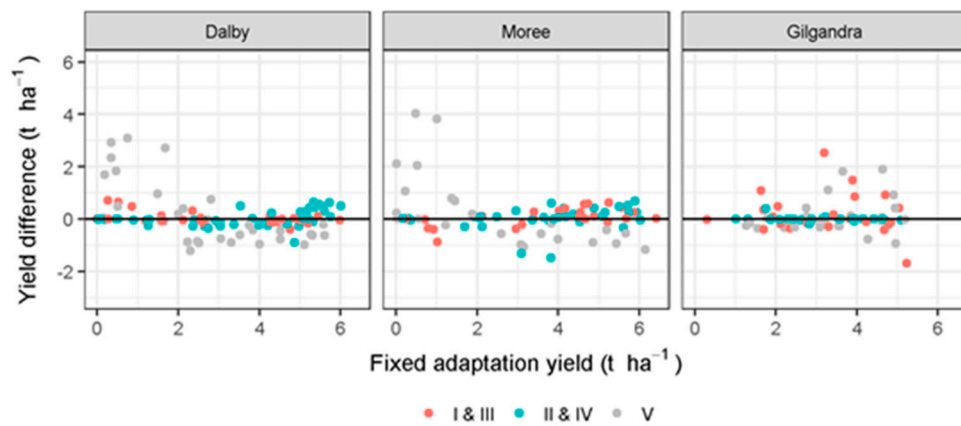 Dalby Moree Gilgandra
Yield difference (t ha⁻¹)
6
4
2
0
-2
0 2 4 6 0 2 4 6 0 2 4 6
Fixed adaptation yield (t ha⁻¹)
I & III II & IV V